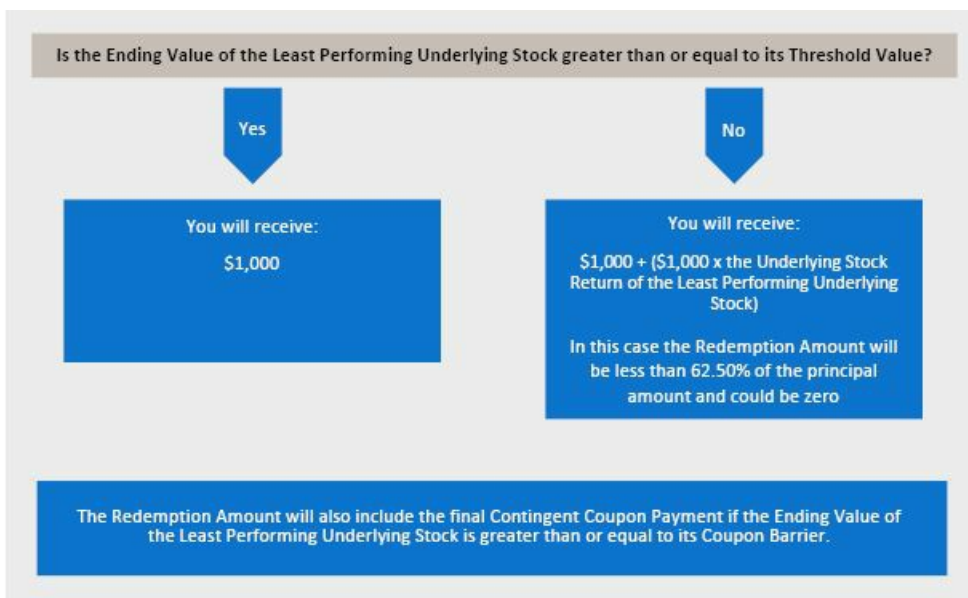 Is the Ending Value of the Least Performing Underlying Stock greater than or equal to its Threshold Value?
Yes
No
You will receive:
$1,000
You will receive:
$1,000 + ($1,000 x the Underlying Stock
Return of the Least Performing Underlying
Stock)
In this case the Redemption Amount will
be less than 62.50% of the principal
amount and could be zero
The Redemption Amount will also include the final Contingent Coupon Payment if the Ending Value of
the Least Performing Underlying Stock is greater than or equal to its Coupon Barrier.